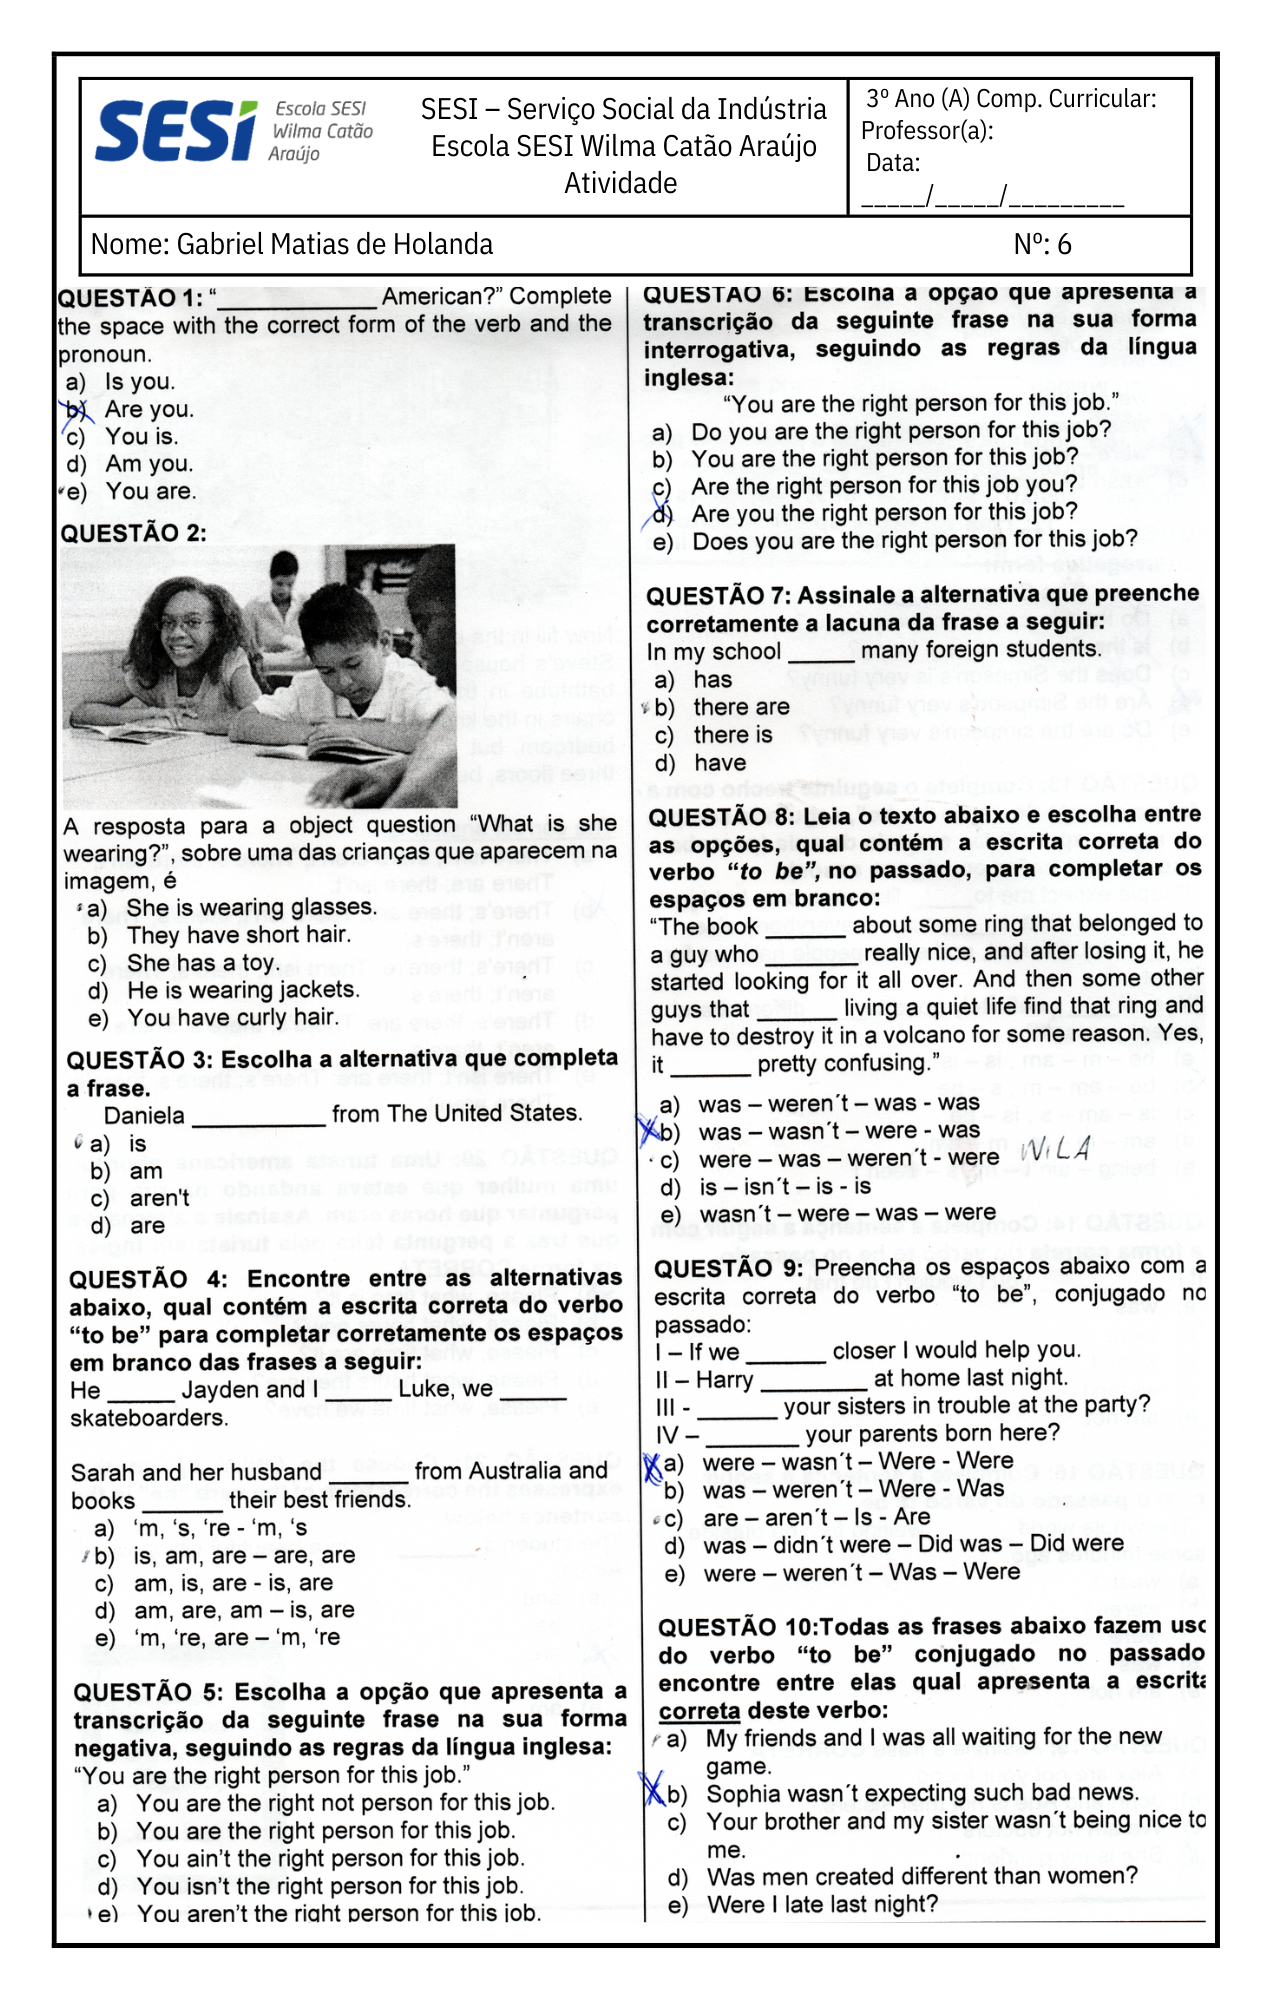 SESI
Escola SESI
Wilma Catão
Araújo
SESI – Serviço Social da Indústria
Escola SESI Wilma Catão Araújo
Atividade
3º Ano (A) Comp. Curricular:
Professor(a):
Data:
_____/_____/_________
Nome: Gabriel Matias de Holanda Nº: 6
QUESTÃO 1: “____________ American?” Complete
the space with the correct form of the verb and the
pronoun.
a) Is you.
b) Are you.
c) You is.
d) Am you.
e) You are.
QUESTÃO 2:
A resposta para a object question “What is she
wearing?”, sobre uma das crianças que aparecem na
imagem, é
a) She is wearing glasses.
b) They have short hair.
c) She has a toy.
d) He is wearing jackets.
e) You have curly hair.
QUESTÃO 3: Escolha a alternativa que completa
a frase.
Daniela __________ from The United States.
a) is
b) am
c) aren't
d) are
QUESTÃO 4: Encontre entre as alternativas
abaixo, qual contém a escrita correta do verbo
“to be” para completar corretamente os espaços
em branco das frases a seguir:
He _____ Jayden and I _____ Luke, we _____
skateboarders.
Sarah and her husband ______ from Australia and
books ______ their best friends.
a) ‘m, ‘s, ‘re - ‘m, ‘s
b) is, am, are – are, are
c) am, is, are - is, are
d) am, are, am – is, are
e) ‘m, ‘re, are – ‘m, ‘re
QUESTÃO 5: Escolha a opção que apresenta a
transcrição da seguinte frase na sua forma
negativa, seguindo as regras da língua inglesa:
“You are the right person for this job.”
a) You are the right not person for this job.
b) You are the right person for this job.
c) You ain’t the right person for this job.
d) You isn’t the right person for this job.
e) You aren’t the right person for this job.
QUESTÃO 6: Escolha a opção que apresenta a
transcrição da seguinte frase na sua forma
interrogativa, seguindo as regras da língua
inglesa:
“You are the right person for this job.”
a) Do you are the right person for this job?
b) You are the right person for this job?
c) Are the right person for this job you?
d) Are you the right person for this job?
e) Does you are the right person for this job?
QUESTÃO 7: Assinale a alternativa que preenche
corretamente a lacuna da frase a seguir:
In my school _____ many foreign students.
a) has
b) there are
c) there is
d) have
QUESTÃO 8: Leia o texto abaixo e escolha entre
as opções, qual contém a escrita correta do
verbo “to be”, no passado, para completar os
espaços em branco:
“The book ______ about some ring that belonged to
a guy who _______ really nice, and after losing it, he
started looking for it all over. And then some other
guys that ______ living a quiet life find that ring and
have to destroy it in a volcano for some reason. Yes,
it ______ pretty confusing.”
a) was – weren´t – was - was
b) was – wasn´t – were - was
c) were – was – weren’t - were WILA
d) is – isn´t – is - is
e) wasn´t – were – was – were
QUESTÃO 9: Preencha os espaços abaixo com a
escrita correta do verbo “to be”, conjugado no
passado:
I – If we ______ closer I would help you.
II – Harry ________ at home last night.
III - ______ your sisters in trouble at the party?
IV – _______ your parents born here?
a) were – wasn´t – Were - Were
b) was – weren´t – Were - Was
c) are – aren´t – Is - Are
d) was – didn´t were – Did was – Did were
e) were – weren´t – Was – Were
QUESTÃO 10:Todas as frases abaixo fazem uso
do verbo “to be” conjugado no passado
encontre entre elas qual apresenta a escrita
correta deste verbo:
a) My friends and I was all waiting for the new
game.
b) Sophia wasn´t expecting such bad news.
c) Your brother and my sister wasn´t being nice to
me.
d) Was men created different than women?
e) Were I late last night?